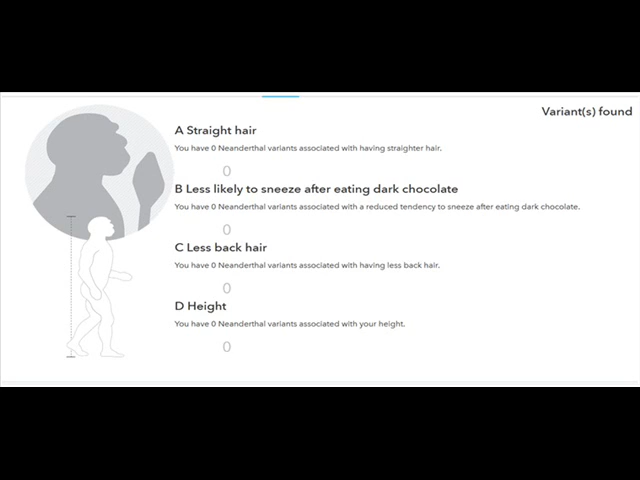 Variant(s) found
A Straight hair
You have 0 Neanderthal variants associated with having straighter hair.
0
B Less likely to sneeze after eating dark chocolate
You have 0 Neanderthal variants associated with a reduced tendency to sneeze after eating dark chocolate.
0
C Less back hair
You have 0 Neanderthal variants associated with having less back hair.
0
D Height
You have 0 Neanderthal variants associated with your height.
0